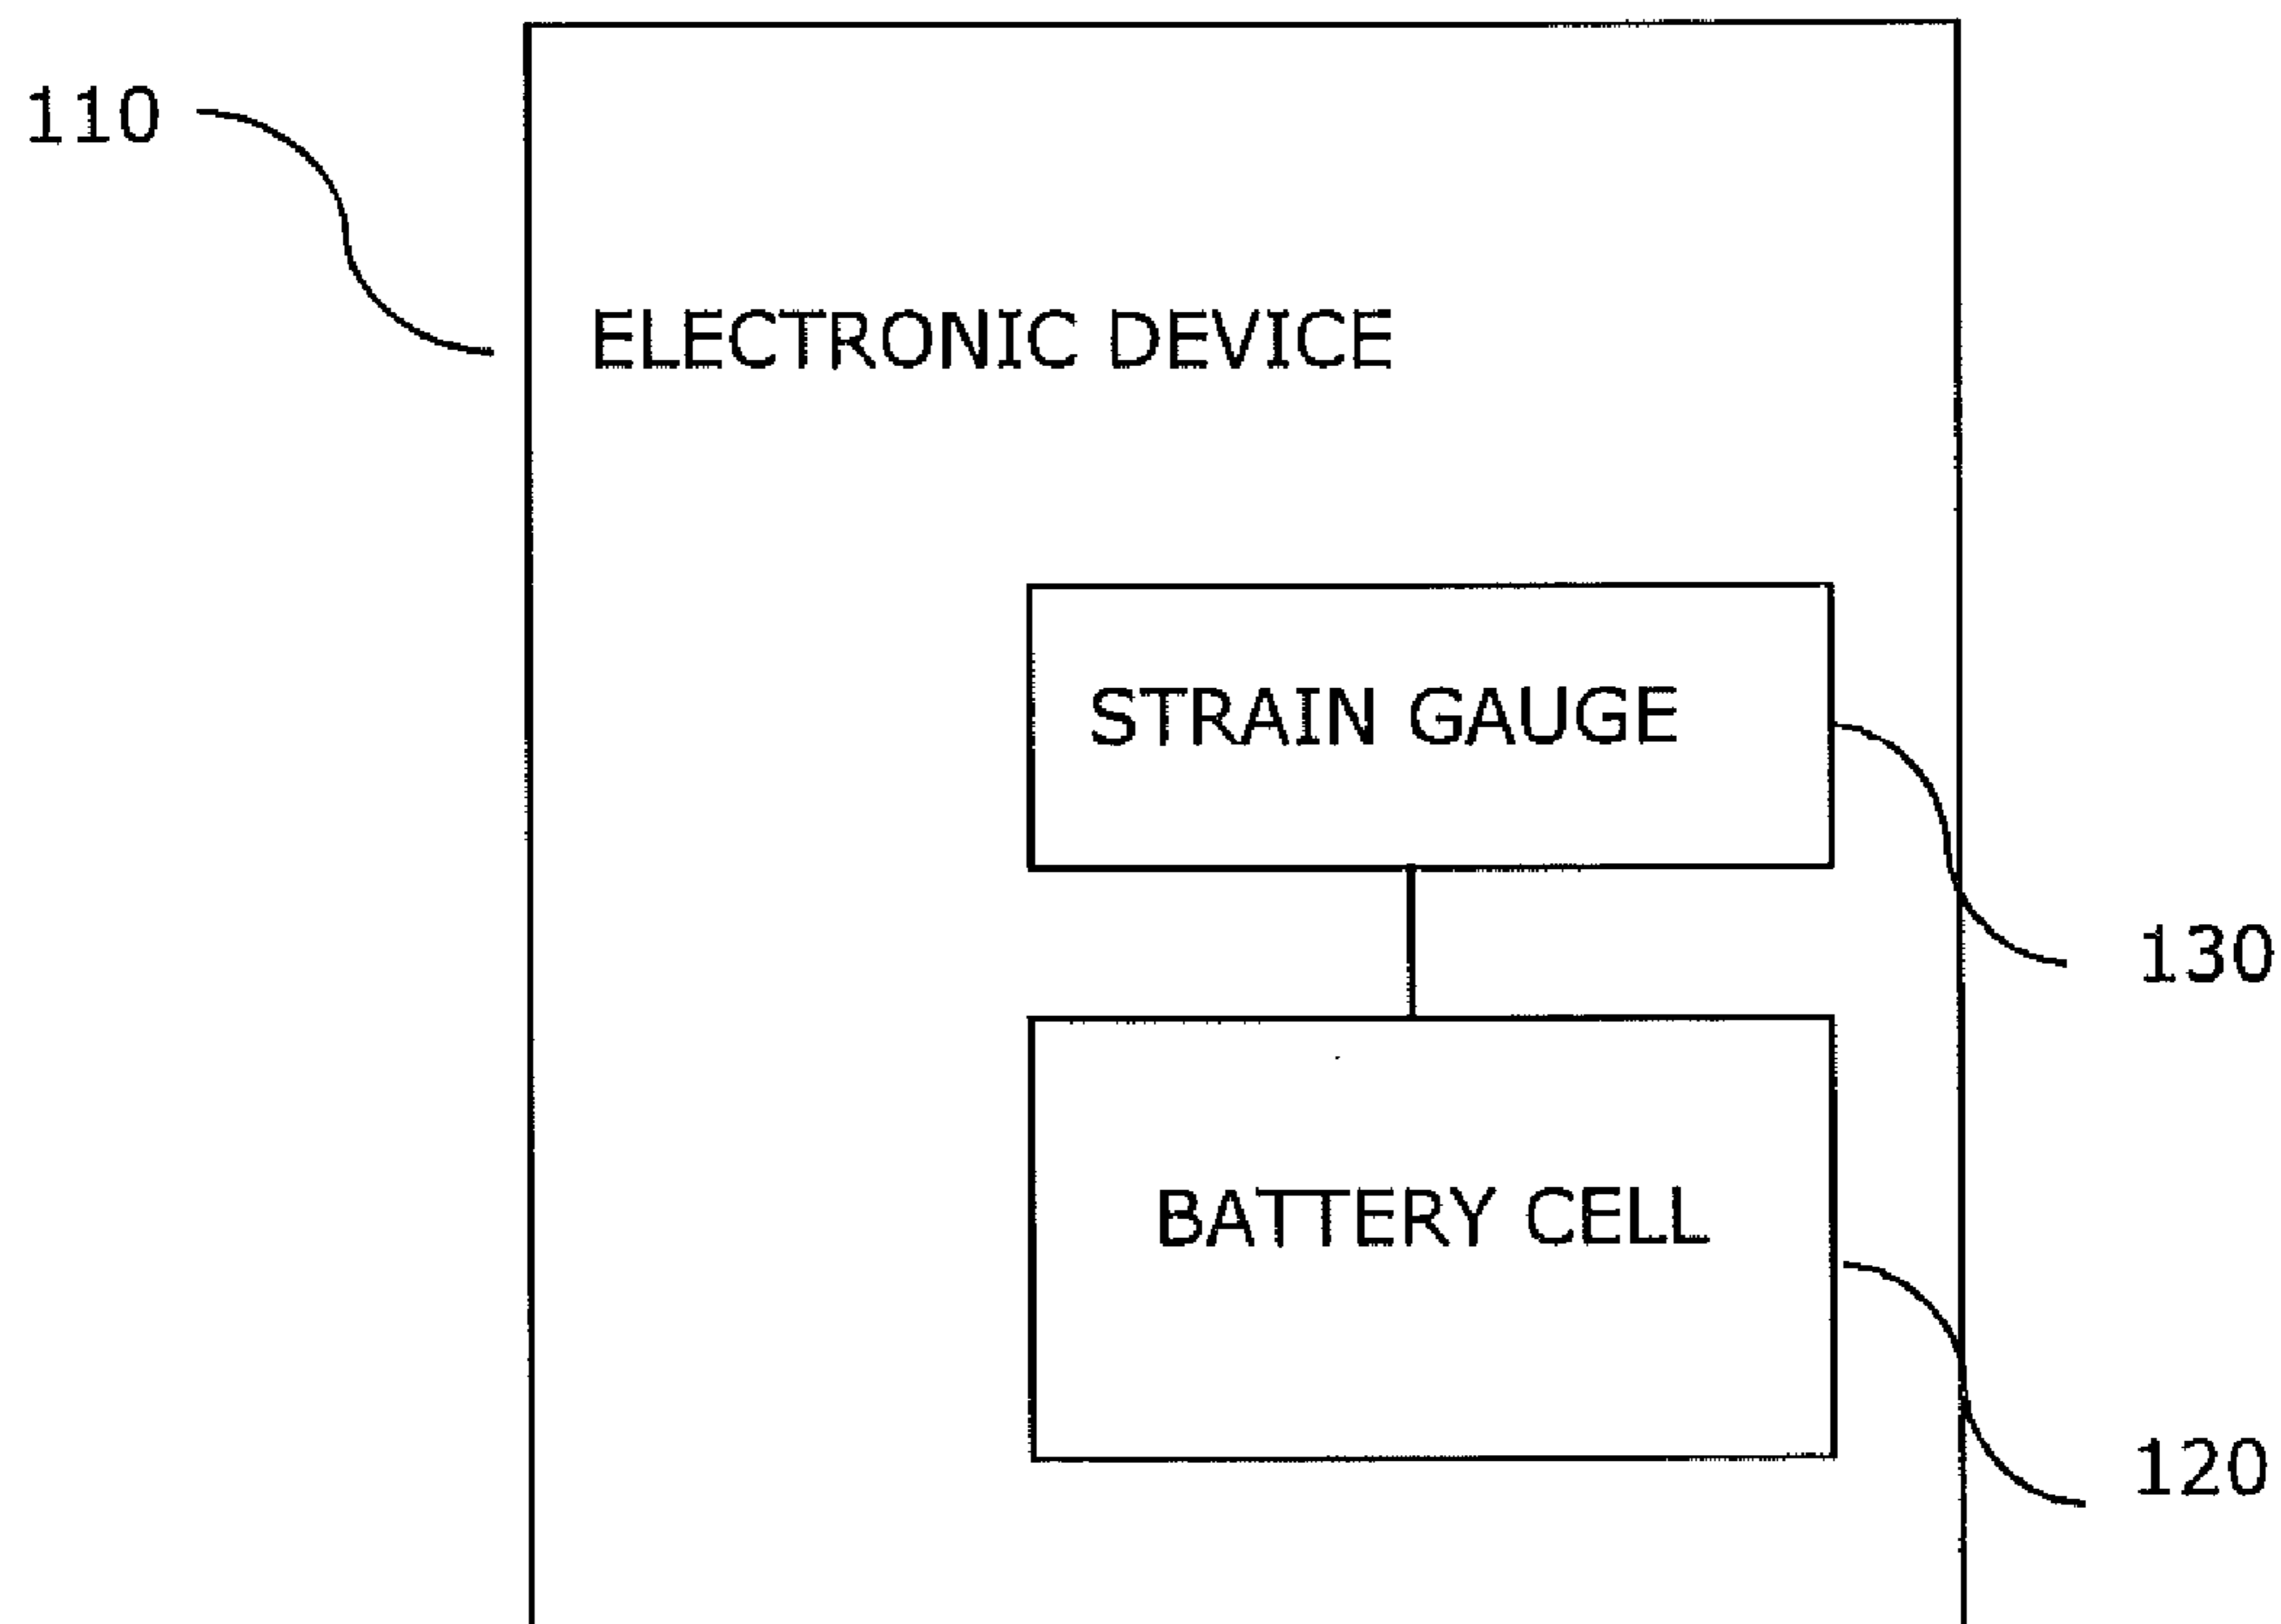 110
ELECTRONIC DEVICE
STRAIN GAUGE
130
BATTERY CELL
120